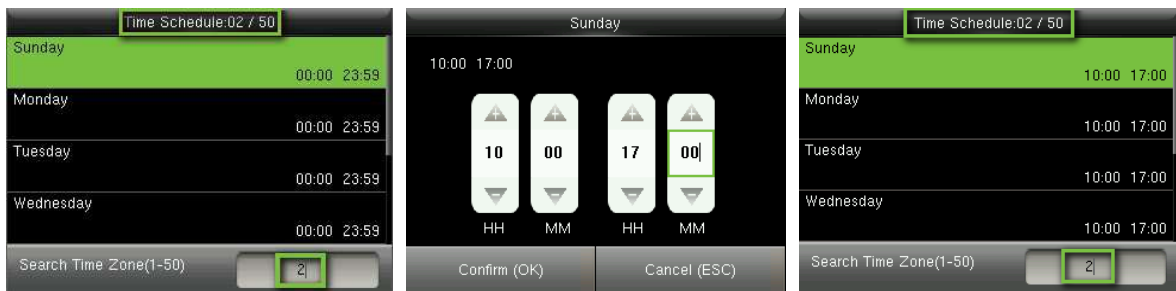 Time Schedule:02 / 50
Sunday
00:00 23:59
Monday
00:00 23:59
Tuesday
00:00 23:59
Wednesday
00:00 23:59
Search Time Zone(1-50)
2
Sunday
10:00 17:00
10 00 17 00
HH MM HH MM
Confirm (OK) Cancel (ESC)
Time Schedule:02 / 50
Sunday
10:00 17:00
Monday
10:00 17:00
Tuesday
10:00 17:00
Wednesday
10:00 17:00
Search Time Zone(1-50)
2